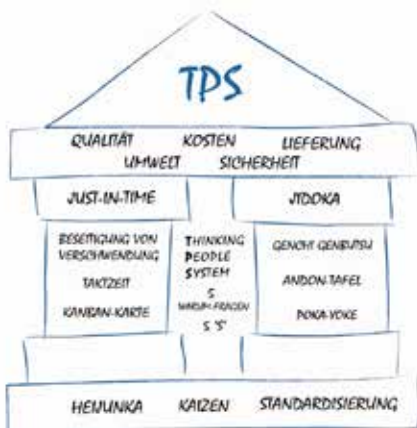 TPS
QUALITÄT KOSTEN LIEFERUNG
UMWELT SICHERHEIT
JUST-IN-TIME
JIDOKA
BESEITIGUNG VON
VERSCHWENDUNG
TAKTZEIT
KANBAN-KARTE
THINKING
PEOPLE
SYSTEM
5
WARUM-FRAGEN
5 'S'
GENCHI GENBUTSU
ANDON-TAFEL
POKA-YOKE
HEIJUNKA KAIZEN STANDARDISIERUNG